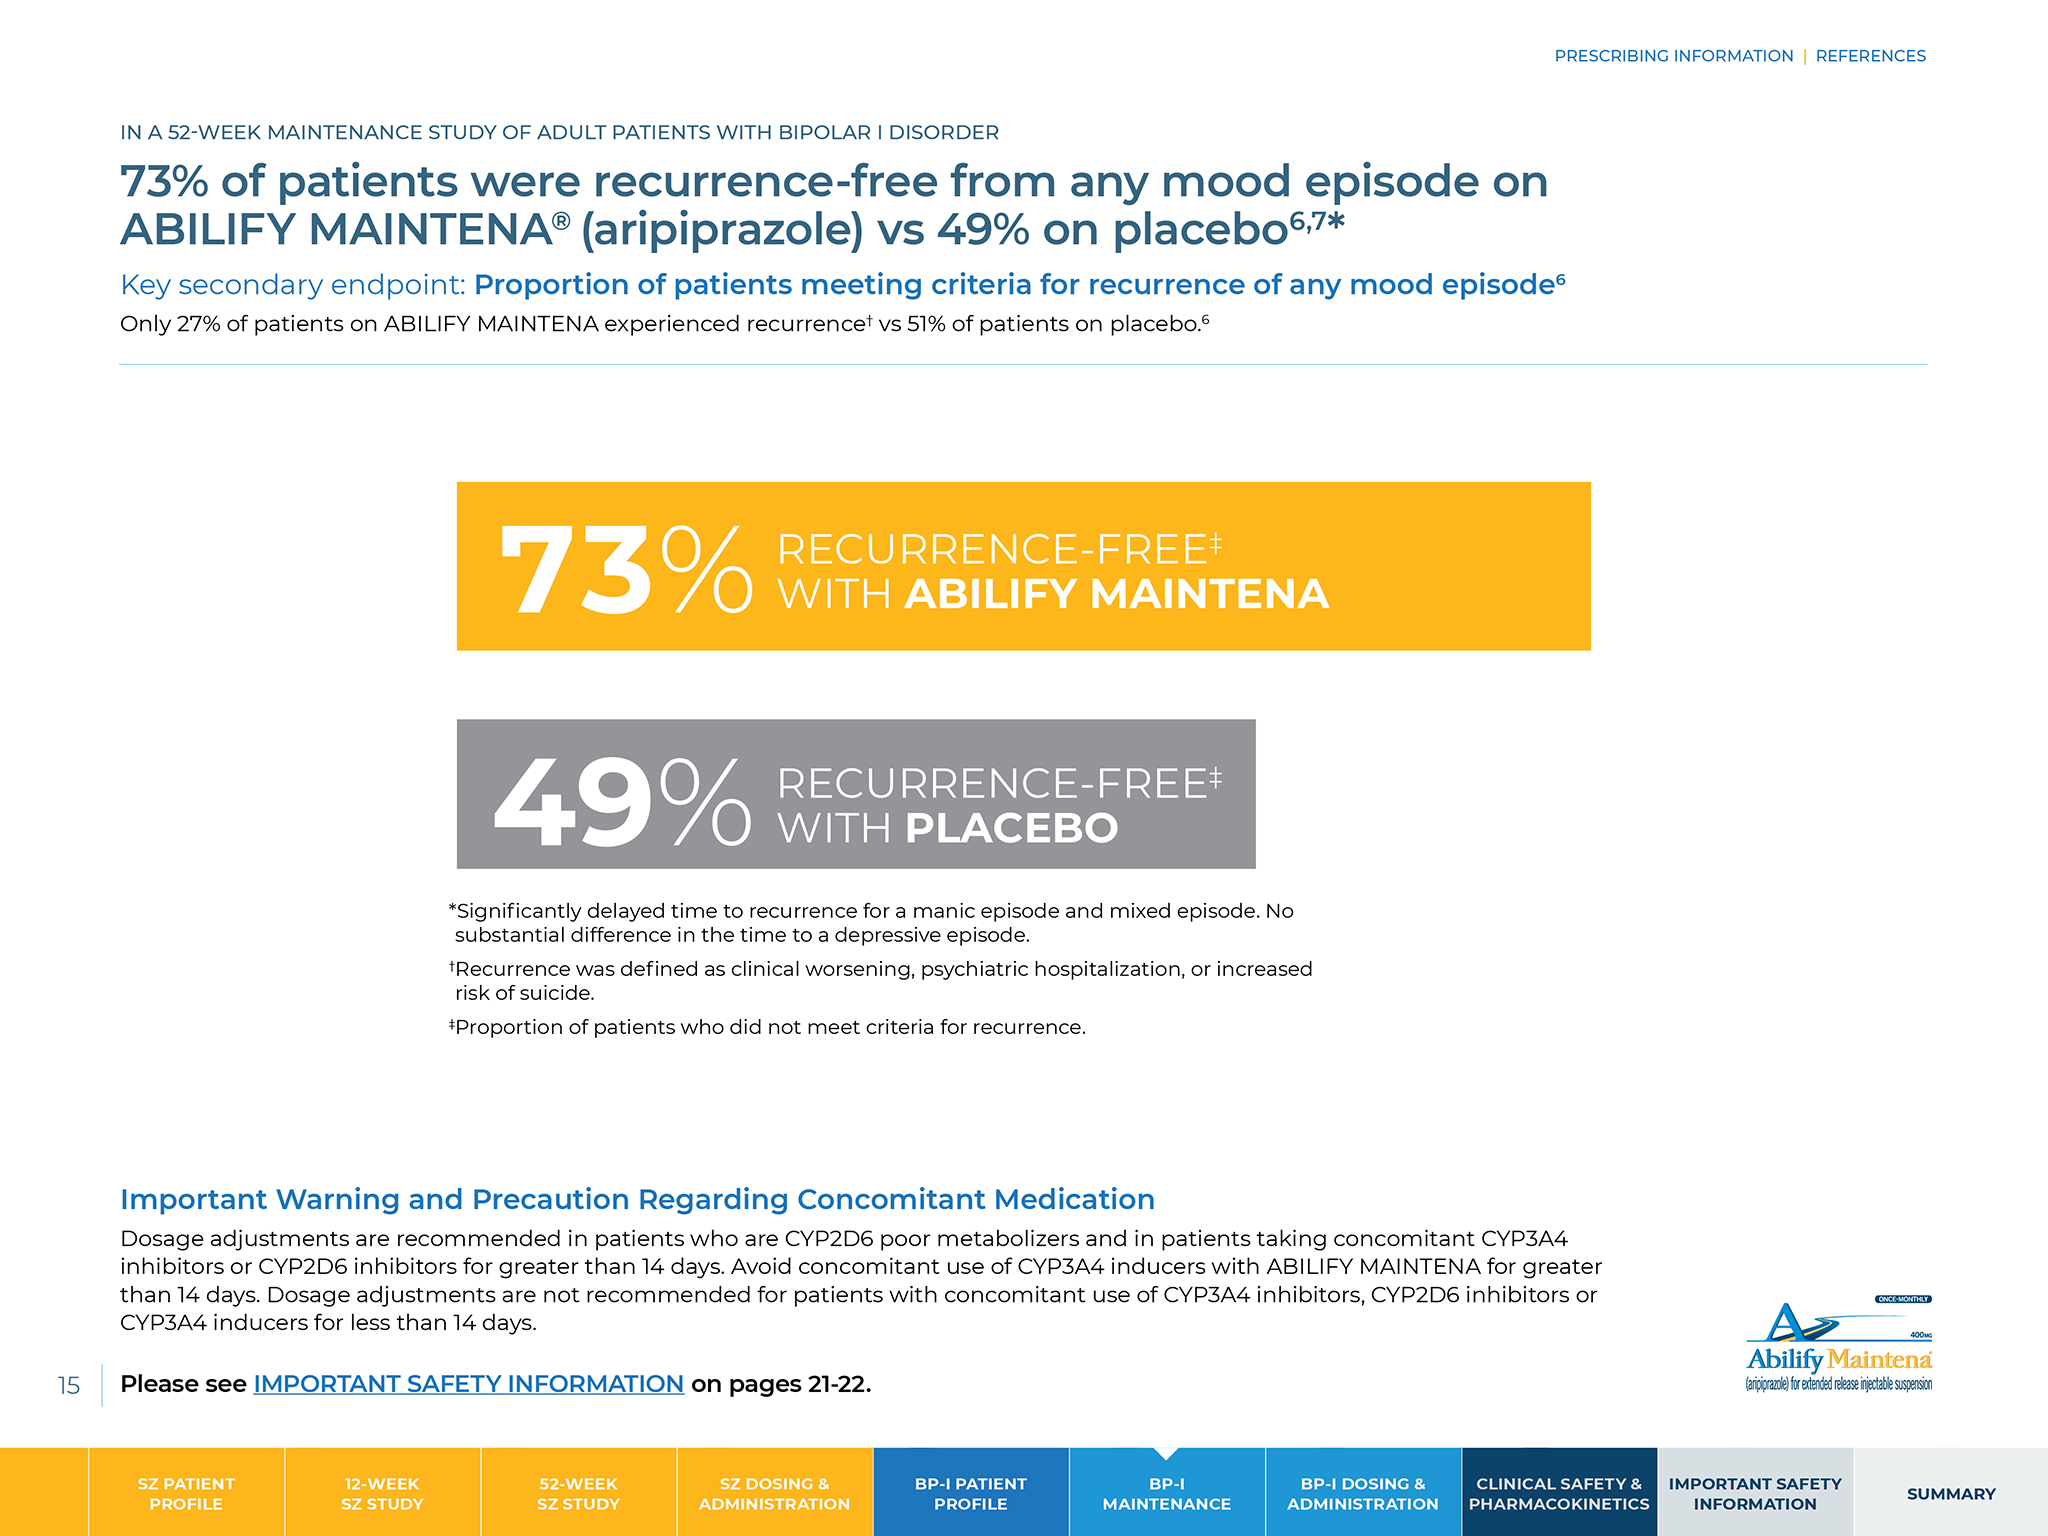 PRESCRIBING INFORMATION | REFERENCES
IN A 52-WEEK MAINTENANCE STUDY OF ADULT PATIENTS WITH BIPOLAR I DISORDER
73% of patients were recurrence-free from any mood episode on
ABILIFY MAINTENA® (aripiprazole) vs 49% on placebo⁶,⁷*
Key secondary endpoint: Proportion of patients meeting criteria for recurrence of any mood episode⁶
Only 27% of patients on ABILIFY MAINTENA experienced recurrence† vs 51% of patients on placebo.⁶
73% RECURRENCE-FREE‡
WITH ABILIFY MAINTENA
49% RECURRENCE-FREE‡
WITH PLACEBO
*Significantly delayed time to recurrence for a manic episode and mixed episode. No
substantial difference in the time to a depressive episode.
†Recurrence was defined as clinical worsening, psychiatric hospitalization, or increased
risk of suicide.
‡Proportion of patients who did not meet criteria for recurrence.
Important Warning and Precaution Regarding Concomitant Medication
Dosage adjustments are recommended in patients who are CYP2D6 poor metabolizers and in patients taking concomitant CYP3A4
inhibitors or CYP2D6 inhibitors for greater than 14 days. Avoid concomitant use of CYP3A4 inducers with ABILIFY MAINTENA for greater
than 14 days. Dosage adjustments are not recommended for patients with concomitant use of CYP3A4 inhibitors, CYP2D6 inhibitors or
CYP3A4 inducers for less than 14 days.
ONCE-MONTHLY
400MG
Abilify Maintena®
(aripiprazole) for extended release injectable suspension
15 Please see IMPORTANT SAFETY INFORMATION on pages 21-22.
SZ PATIENT
PROFILE
12-WEEK
SZ STUDY
52-WEEK
SZ STUDY
SZ DOSING &
ADMINISTRATION
BP-I PATIENT
PROFILE
BP-I
MAINTENANCE
BP-I DOSING &
ADMINISTRATION
CLINICAL SAFETY &
PHARMACOKINETICS
IMPORTANT SAFETY
INFORMATION
SUMMARY